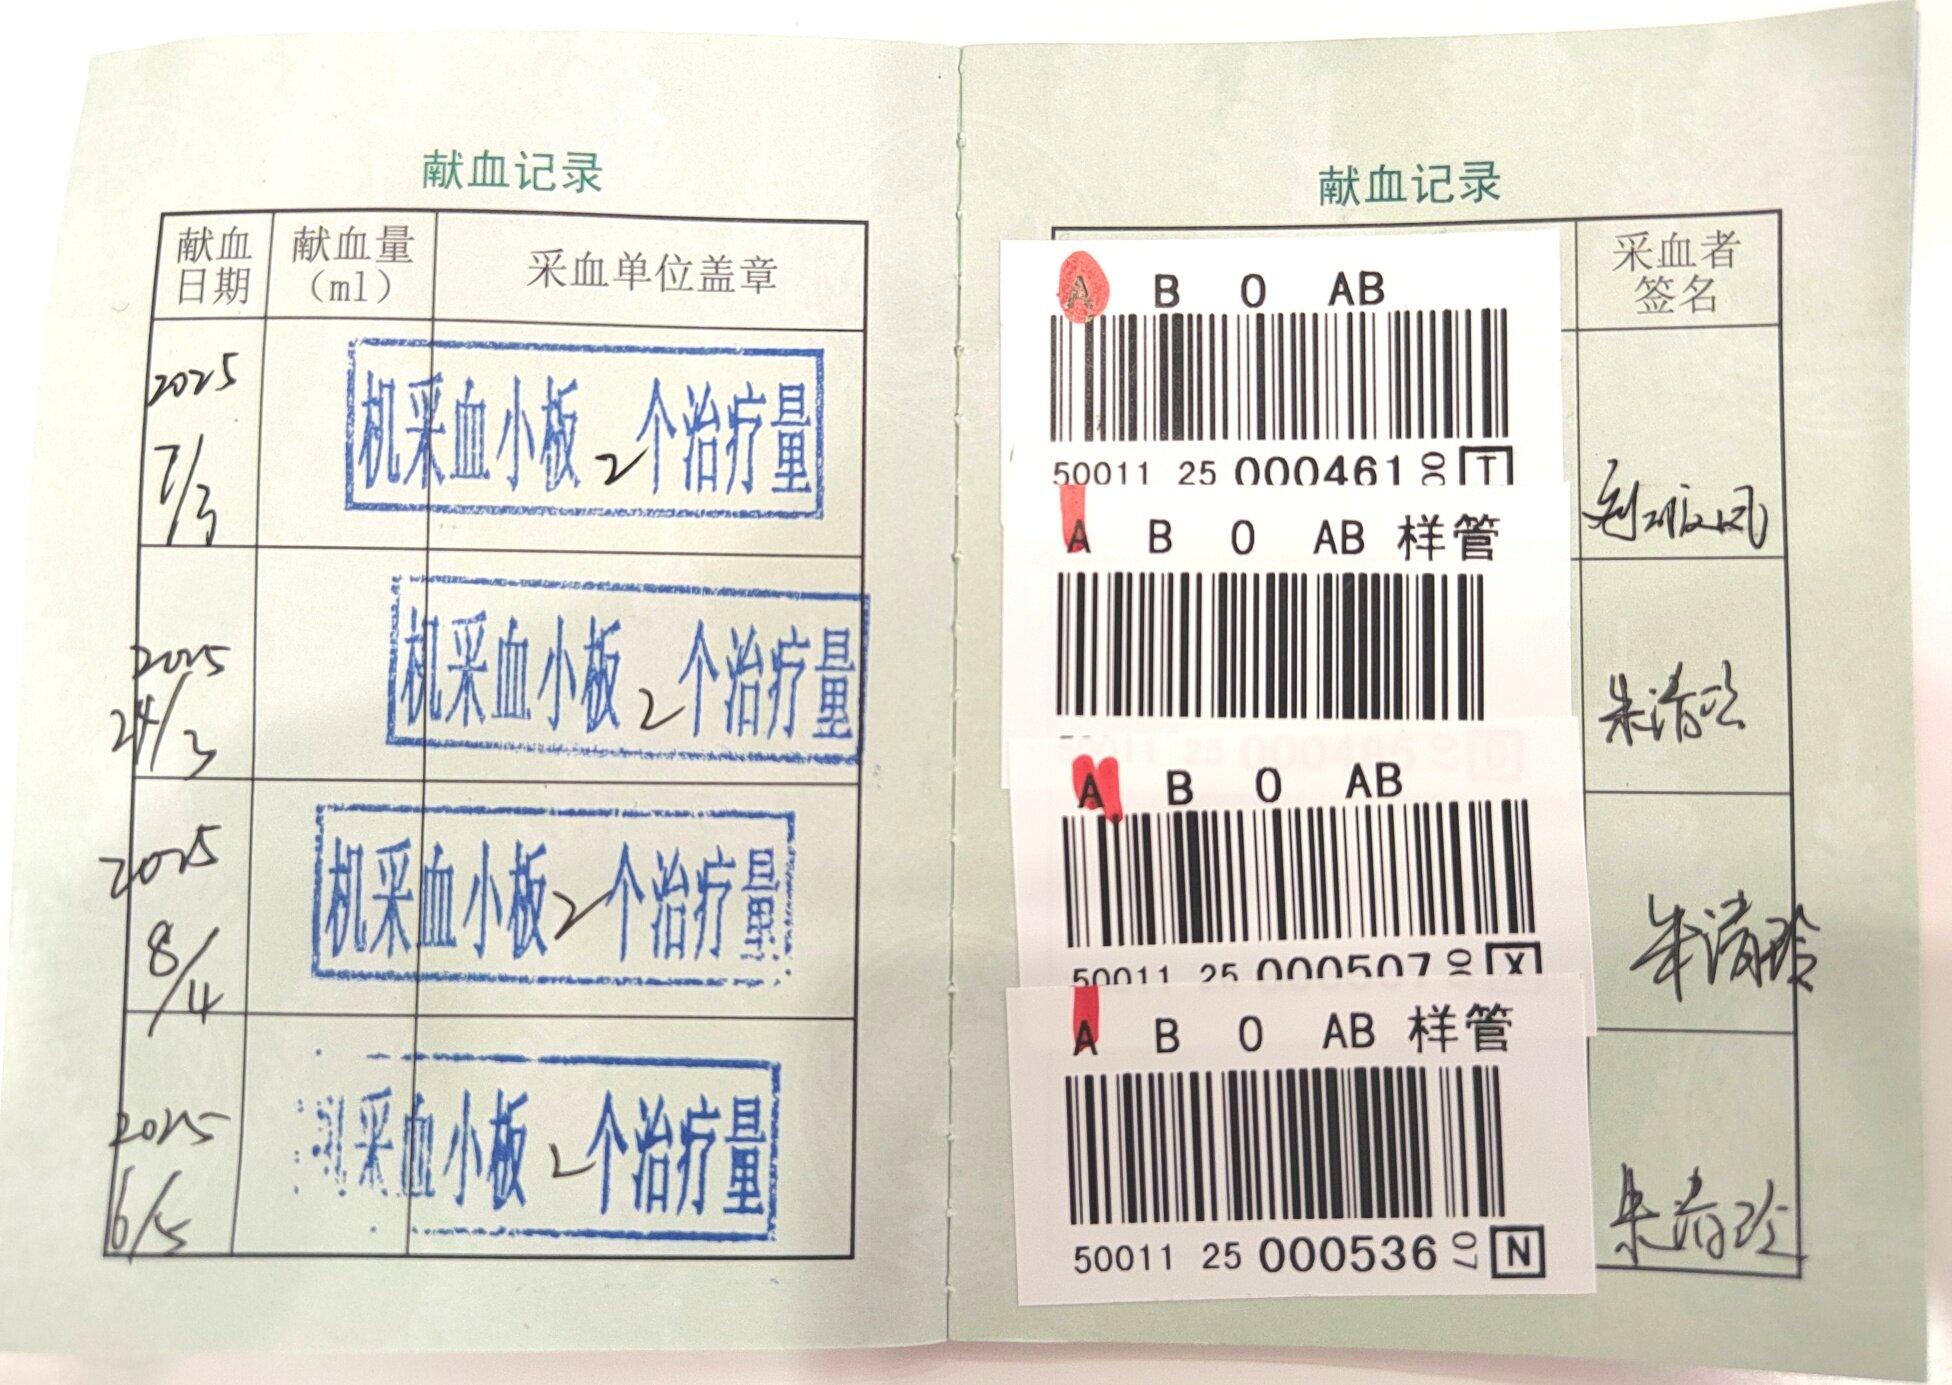 献血记录
献血日期
献血量（ml）
采血单位盖章
2025
7/3
机采血小板2个治疗量
2025
24/3
机采血小板2个治疗量
2025
8/4
机采血小板2个治疗量
2025
6/5
机采血小板2个治疗量
献血记录
采血者签名
A B O AB
50011 25 000461 00 T
A B O AB 样管
朱清玲
A B O AB
50011 25 000507 00 X
朱清玲
A B O AB 样管
50011 25 000536 07 N
朱清玲